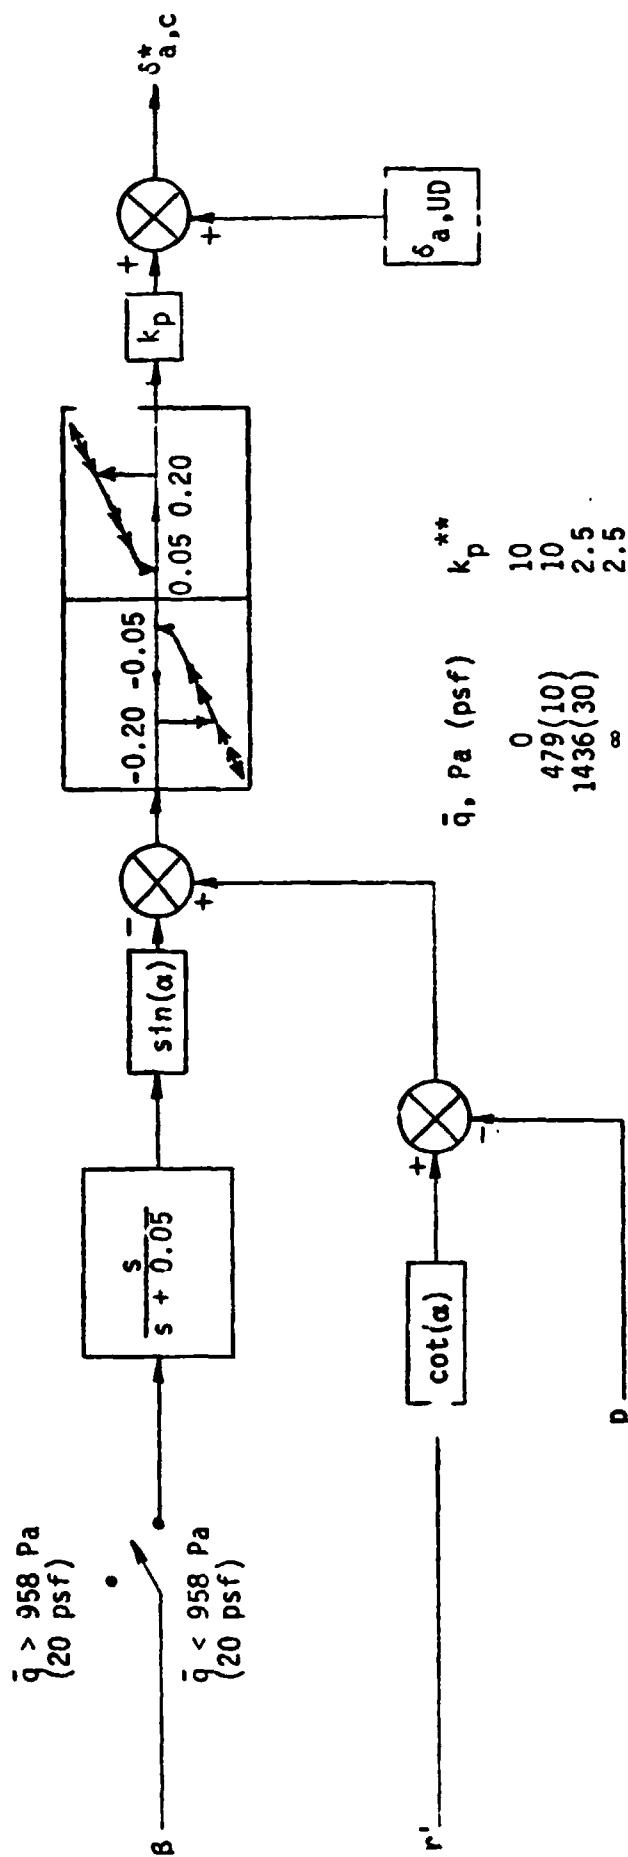 q̄ > 958 Pa
(20 psf)
β
q̄ < 958 Pa
(20 psf)
s
s + 0.05
sin(α)
-
+
-0.20 -0.05
0.05 0.20
k_p
+
+
δ*_a,c
δ_a,UD
r'
cot(α)
+
-
p
q̄, Pa (psf) k_p**
0 10
479(10) 10
1436(30) 2.5
∞ 2.5